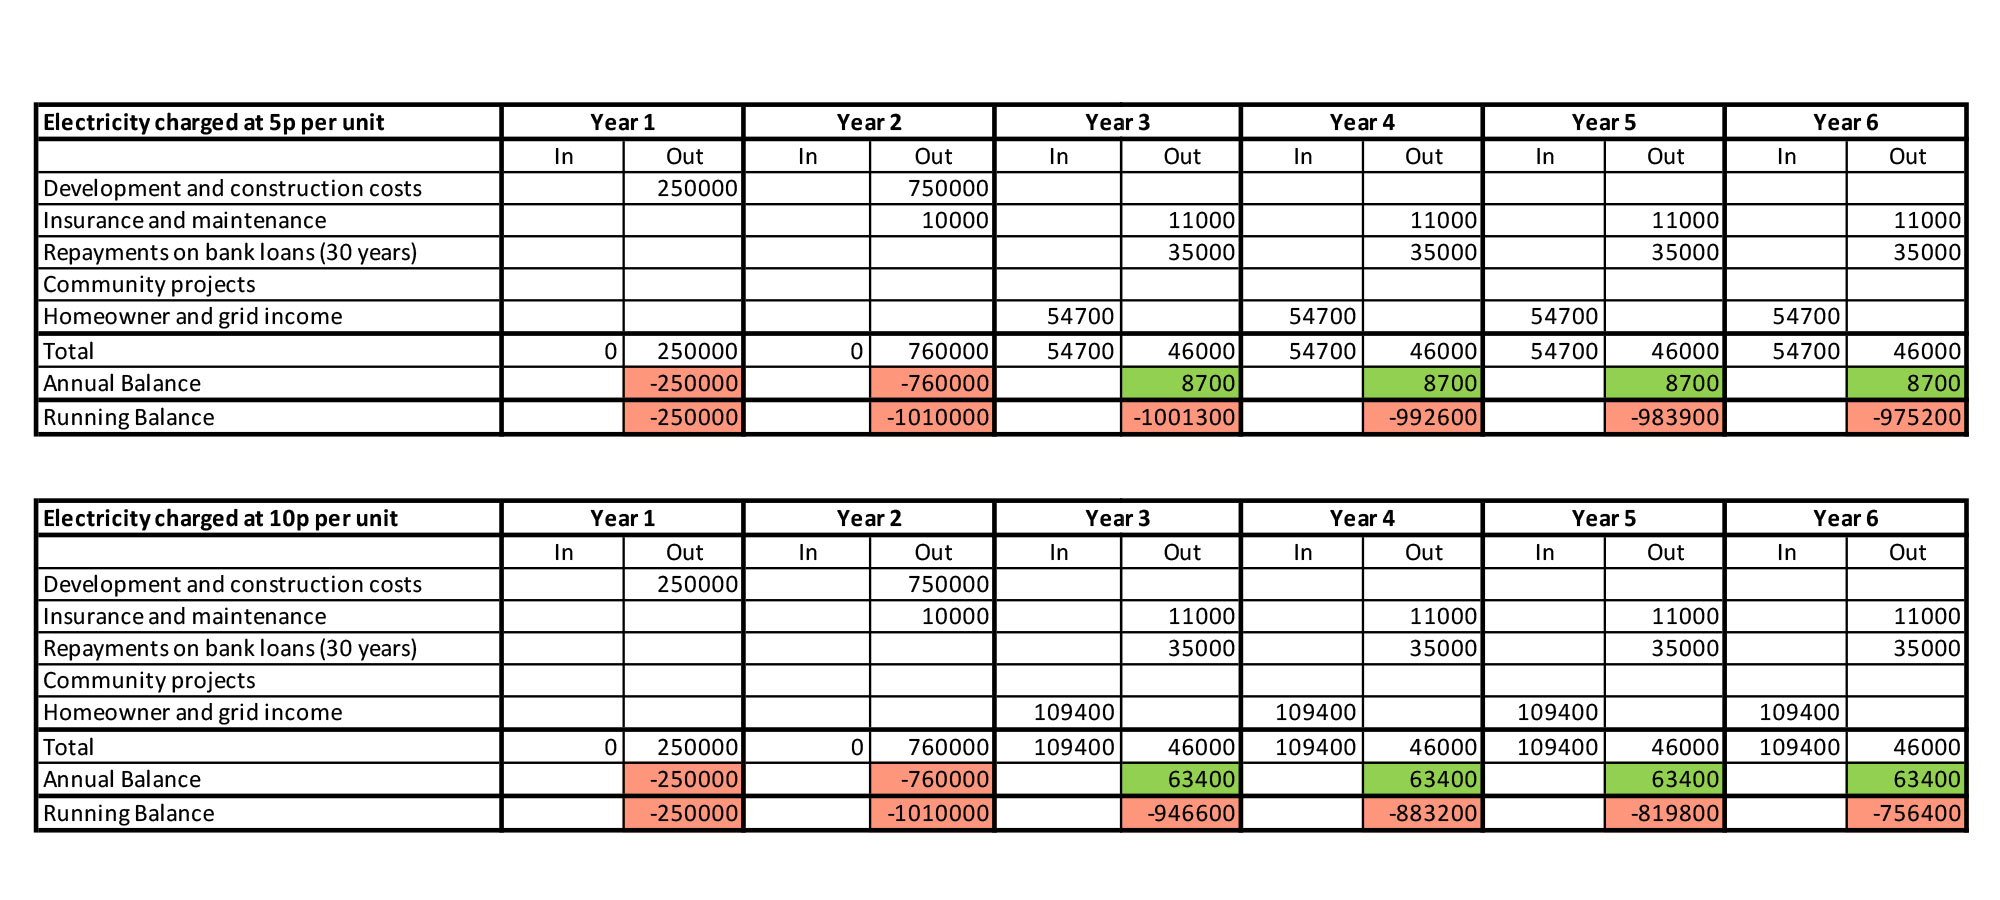 Electricity charged at 5p per unit Year 1 Year 2 Year 3 Year 4 Year 5 Year 6
In Out In Out In Out In Out In Out In Out
Development and construction costs 250000 750000
Insurance and maintenance 10000 11000 11000 11000 11000
Repayments on bank loans (30 years) 35000 35000 35000 35000
Community projects
Homeowner and grid income 54700 54700 54700 54700
Total 0 250000 0 760000 54700 46000 54700 46000 54700 46000 54700 46000
Annual Balance -250000 -760000 8700 8700 8700 8700
Running Balance -250000 -1010000 -1001300 -992600 -983900 -975200
Electricity charged at 10p per unit Year 1 Year 2 Year 3 Year 4 Year 5 Year 6
In Out In Out In Out In Out In Out In Out
Development and construction costs 250000 750000
Insurance and maintenance 10000 11000 11000 11000 11000
Repayments on bank loans (30 years) 35000 35000 35000 35000
Community projects
Homeowner and grid income 109400 109400 109400 109400
Total 0 250000 0 760000 109400 46000 109400 46000 109400 46000 109400 46000
Annual Balance -250000 -760000 63400 63400 63400 63400
Running Balance -250000 -1010000 -946600 -883200 -819800 -756400